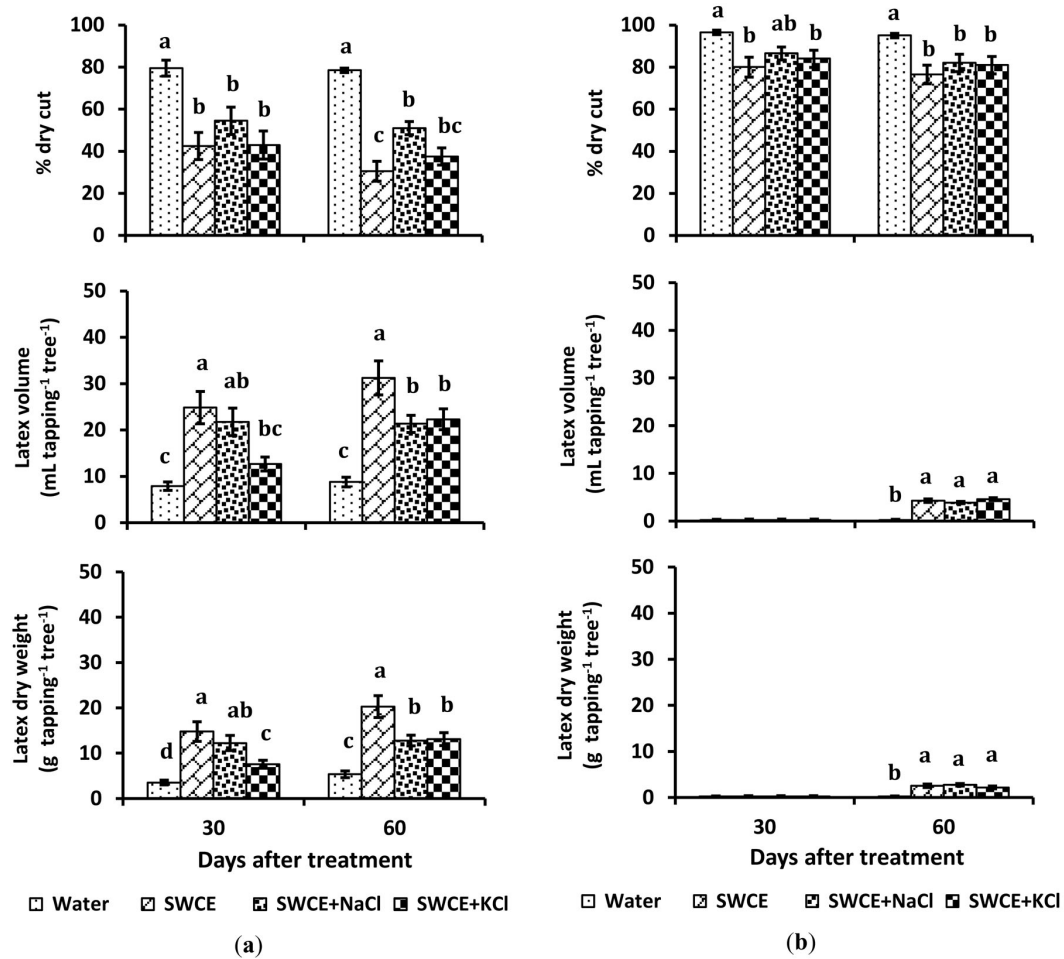 100
80
60
40
20
0
% dry cut
a
b
b
b
a
c
b
bc
50
40
30
20
10
0
Latex volume
(mL tapping-1 tree-1)
c
a
ab
bc
c
a
b
b
50
40
30
20
10
0
Latex dry weight
(g tapping-1 tree-1)
d
a
ab
c
c
a
b
b
30 60
Days after treatment
Water SWCE SWCE+NaCl SWCE+KCl
(a)
100
80
60
40
20
0
% dry cut
a
b
ab
b
a
b
b
b
50
40
30
20
10
0
Latex volume
(mL tapping-1 tree-1)
b
a
a
a
50
40
30
20
10
0
Latex dry weight
(g tapping-1 tree-1)
b
a
a
a
30 60
Days after treatment
Water SWCE SWCE+NaCl SWCE+KCl
(b)